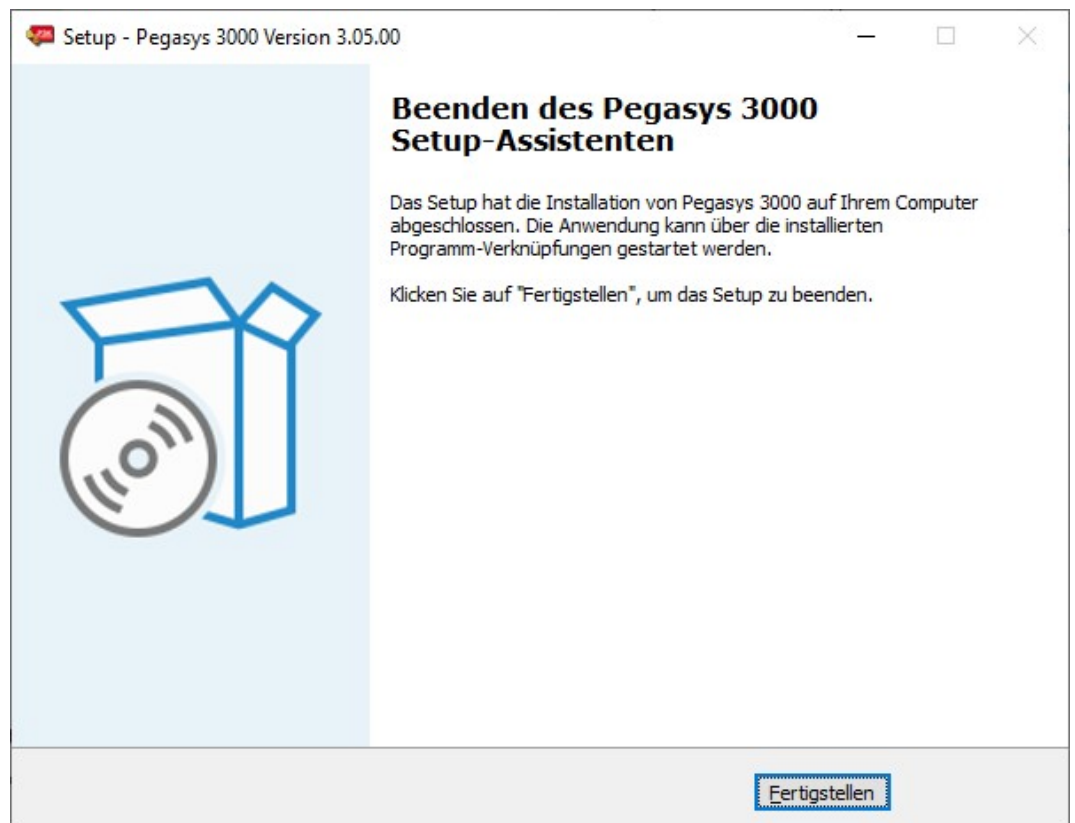 Setup - Pegasys 3000 Version 3.05.00
Beenden des Pegasys 3000
Setup-Assistenten
Das Setup hat die Installation von Pegasys 3000 auf Ihrem Computer
abgeschlossen. Die Anwendung kann über die installierten
Programm-Verknüpfungen gestartet werden.
Klicken Sie auf "Fertigstellen", um das Setup zu beenden.
Fertigstellen